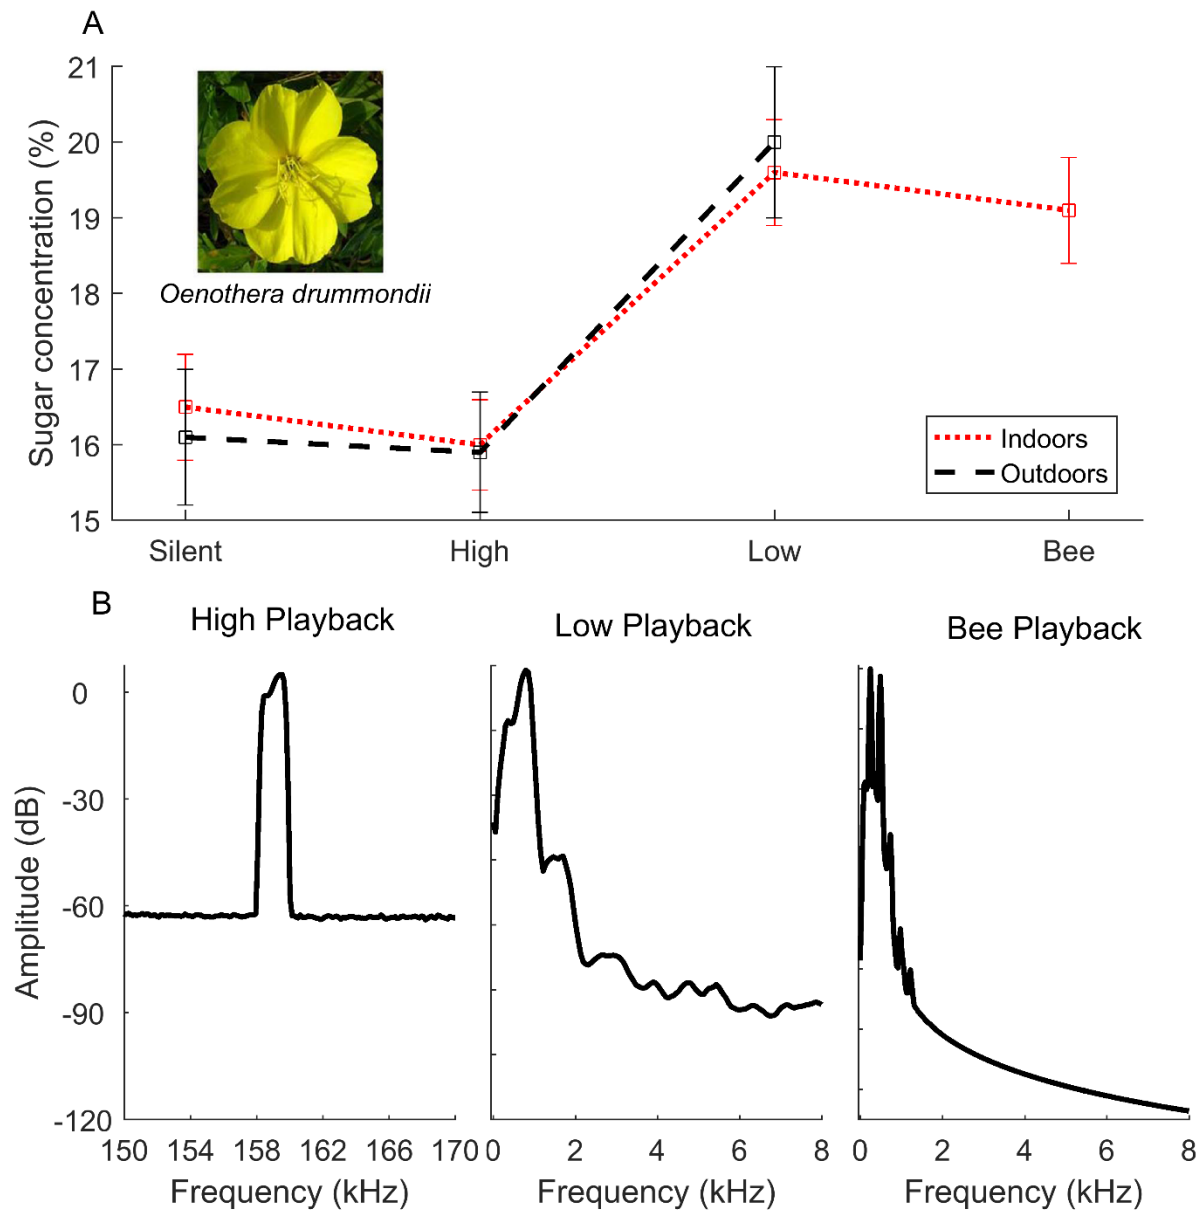 A
21
20
19
18
17
16
15
Sugar concentration (%)
Oenothera drummondii
Indoors
Outdoors
Silent High Low Bee
B
High Playback Low Playback Bee Playback
0
-30
-60
-90
-120
Amplitude (dB)
150 154 158 162 166 170 0 2 4 6 8 0 2 4 6 8
Frequency (kHz) Frequency (kHz) Frequency (kHz)